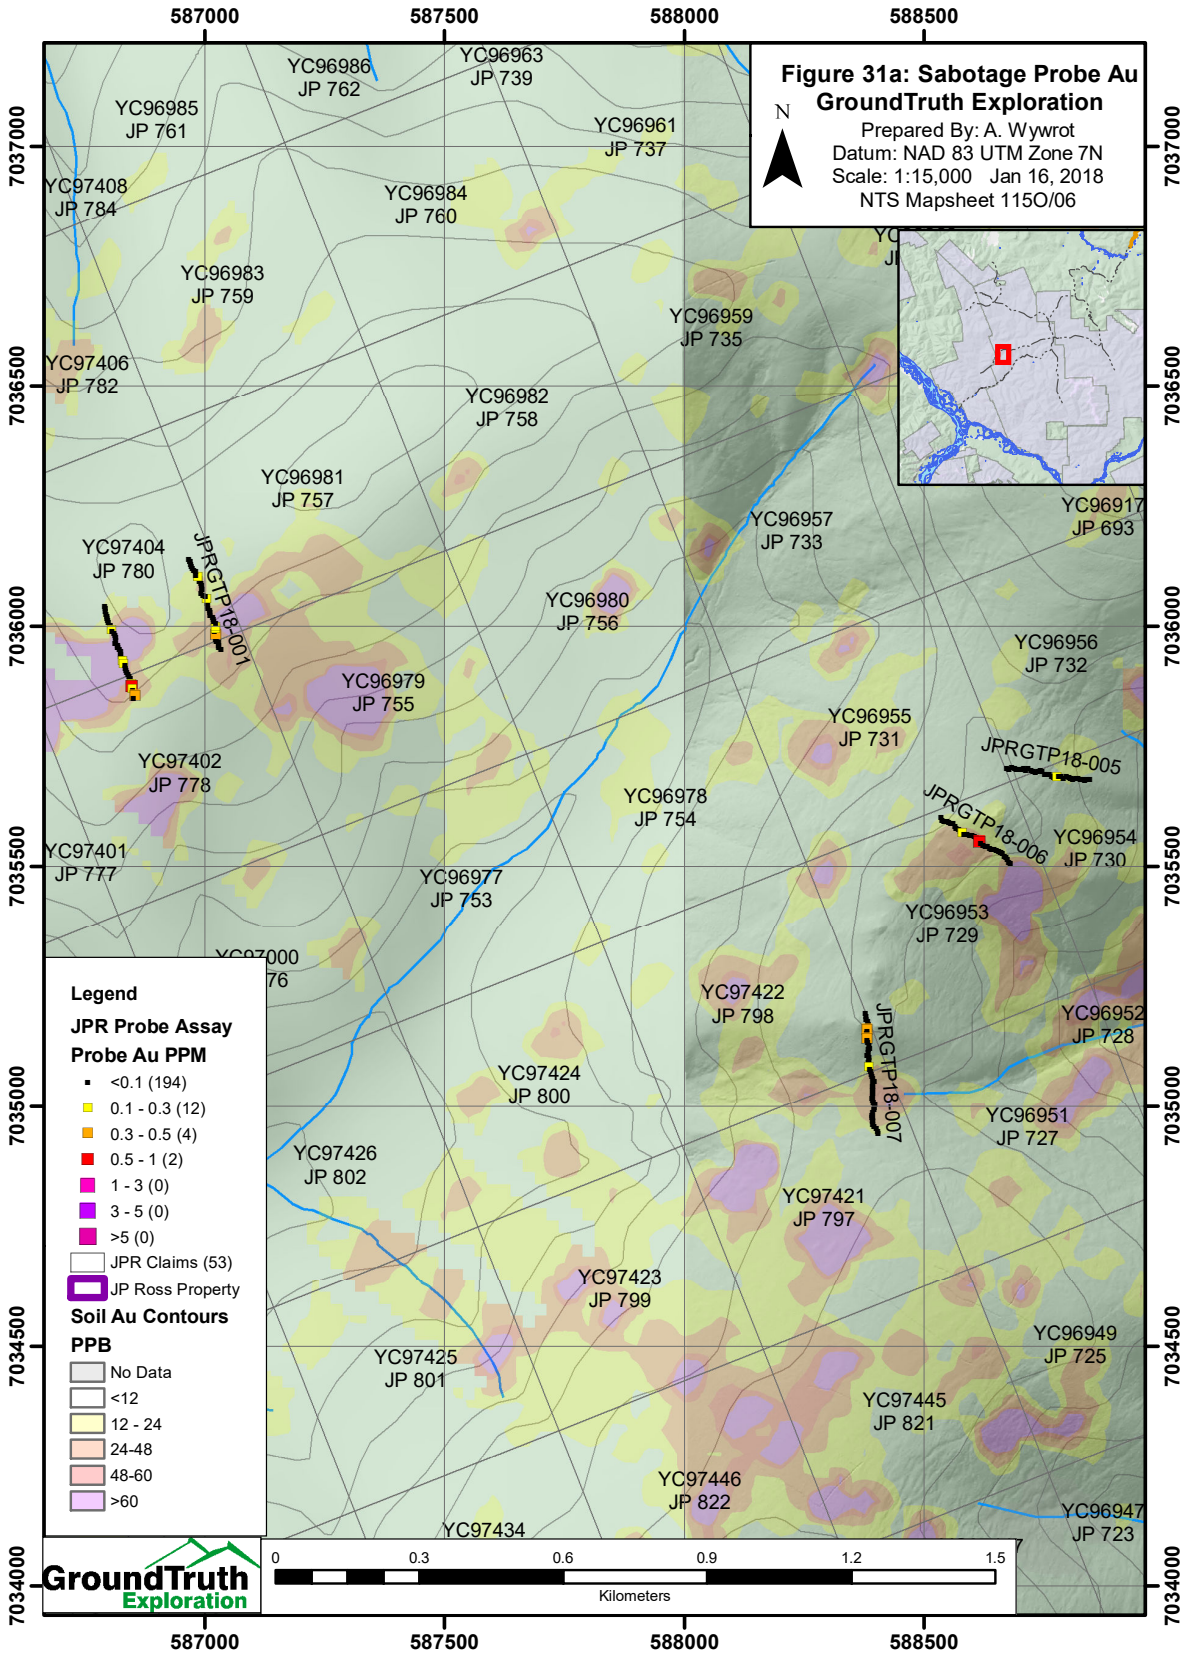 587000
587500
588000
588500
Figure 31a: Sabotage Probe Au
GroundTruth Exploration
Prepared By: A. Wywrot
Datum: NAD 83 UTM Zone 7N
Scale: 1:15,000 Jan 16, 2018
NTS Mapsheet 115O/06
N
7037000
7036500
7036000
7035500
7035000
7034500
7034000
7037000
7036500
7036000
7035500
7035000
7034500
7034000
YC96986
JP 762
YC96963
JP 739
YC96985
JP 761
YC96961
JP 737
YC97408
JP 784
YC96984
JP 760
YC96983
JP 759
YC96959
JP 735
YC97406
JP 782
YC96982
JP 758
YC96981
JP 757
YC96957
JP 733
YC96917
JP 693
YC97404
JP 780
JPRGTP18-001
YC96980
JP 756
YC96956
JP 732
YC96979
JP 755
YC96955
JP 731
JPRGTP18-005
YC97402
JP 778
YC96978
JP 754
JPRGTP18-006
YC96954
JP 730
YC97401
JP 777
YC96977
JP 753
YC96953
JP 729
YC97422
JP 798
YC96952
JP 728
JPRGTP18-007
YC97424
JP 800
YC96951
JP 727
YC97426
JP 802
YC97421
JP 797
YC97423
JP 799
YC97425
JP 801
YC96949
JP 725
YC97445
JP 821
YC97446
JP 822
YC97434
YC96947
JP 723
Legend
JPR Probe Assay
Probe Au PPM
<0.1 (194)
0.1 - 0.3 (12)
0.3 - 0.5 (4)
0.5 - 1 (2)
1 - 3 (0)
3 - 5 (0)
>5 (0)
JPR Claims (53)
JP Ross Property
Soil Au Contours
PPB
No Data
<12
12 - 24
24-48
48-60
>60
GroundTruth
Exploration
0
0.3
0.6
0.9
1.2
1.5
Kilometers
587000
587500
588000
588500